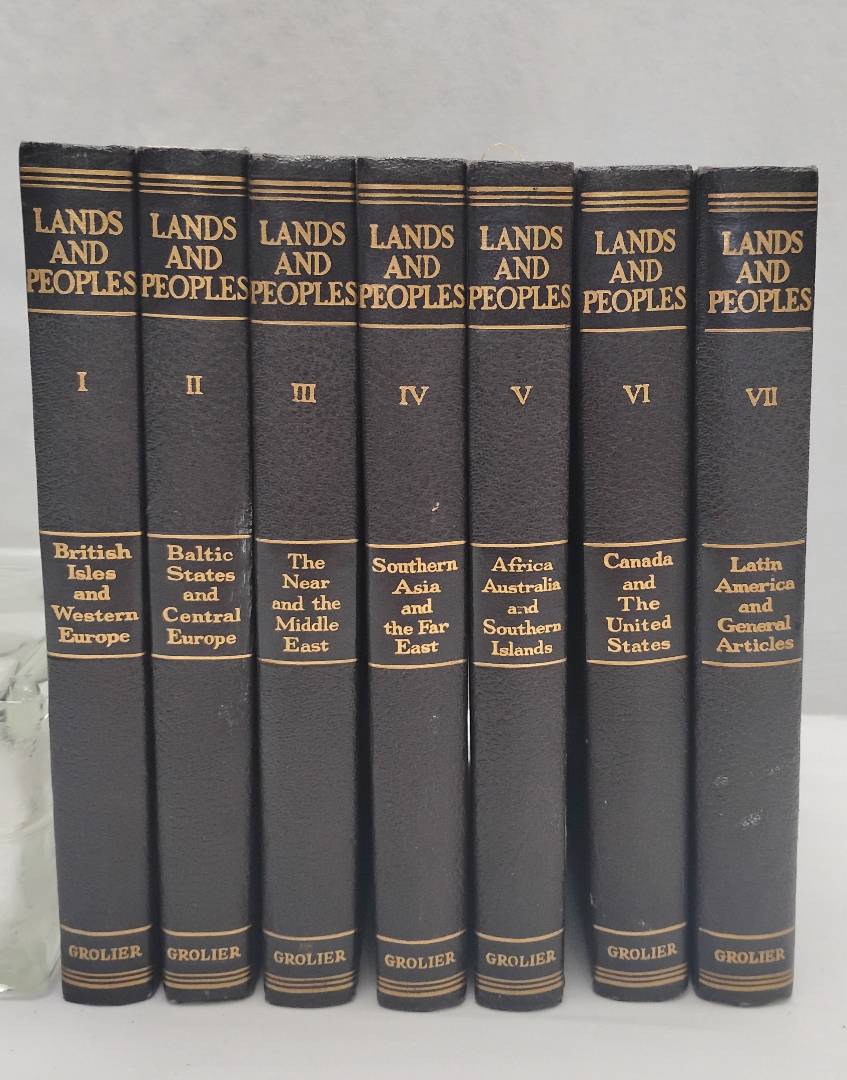 LANDS
AND
PEOPLES
I
British
Isles
and
Western
Europe
GROLIER
LANDS
AND
PEOPLES
II
Baltic
States
and
Central
Europe
GROLIER
LANDS
AND
PEOPLES
III
The
Near
and the
Middle
East
GROLIER
LANDS
AND
PEOPLES
IV
Southern
Asia
and
the Far
East
GROLIER
LANDS
AND
PEOPLES
V
Africa
Australia
and
Southern
Islands
GROLIER
LANDS
AND
PEOPLES
VI
Canada
and
The
United
States
GROLIER
LANDS
AND
PEOPLES
VII
Latin
America
and
General
Articles
GROLIER